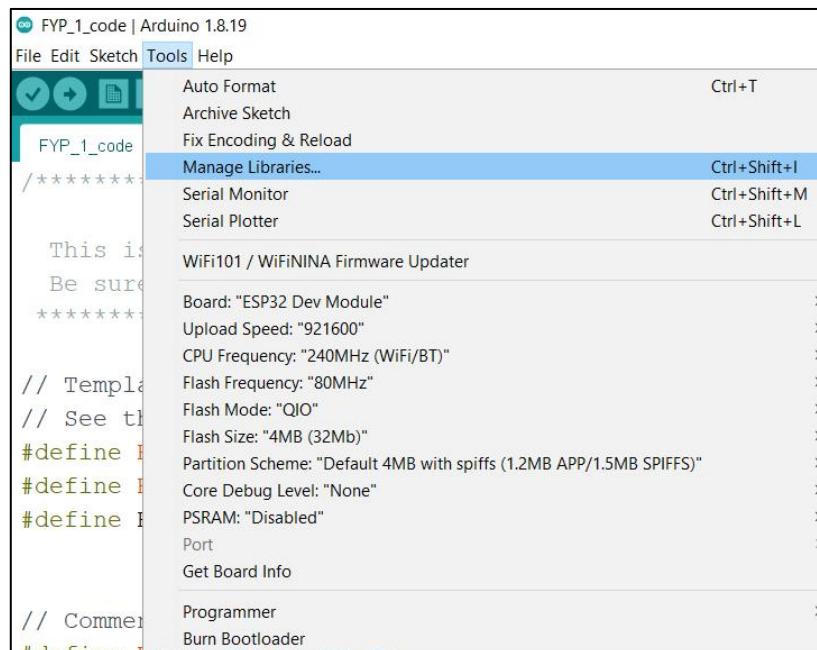 FYP_1_code | Arduino 1.8.19
File Edit Sketch Tools Help
Auto Format Ctrl+T
Archive Sketch
Fix Encoding & Reload
FYP_1_code
Manage Libraries... Ctrl+Shift+I
/********
Serial Monitor Ctrl+Shift+M
Serial Plotter Ctrl+Shift+L
This is
WiFi101 / WiFiNINA Firmware Updater
Be sure
********
Board: "ESP32 Dev Module"
Upload Speed: "921600"
CPU Frequency: "240MHz (WiFi/BT)"
// Templa
Flash Frequency: "80MHz"
Flash Mode: "QIO"
// See th
Flash Size: "4MB (32Mb)"
#define
Partition Scheme: "Default 4MB with spiffs (1.2MB APP/1.5MB SPIFFS)"
#define
Core Debug Level: "None"
#define
PSRAM: "Disabled"
Port
Get Board Info
// Commen
Programmer
Burn Bootloader